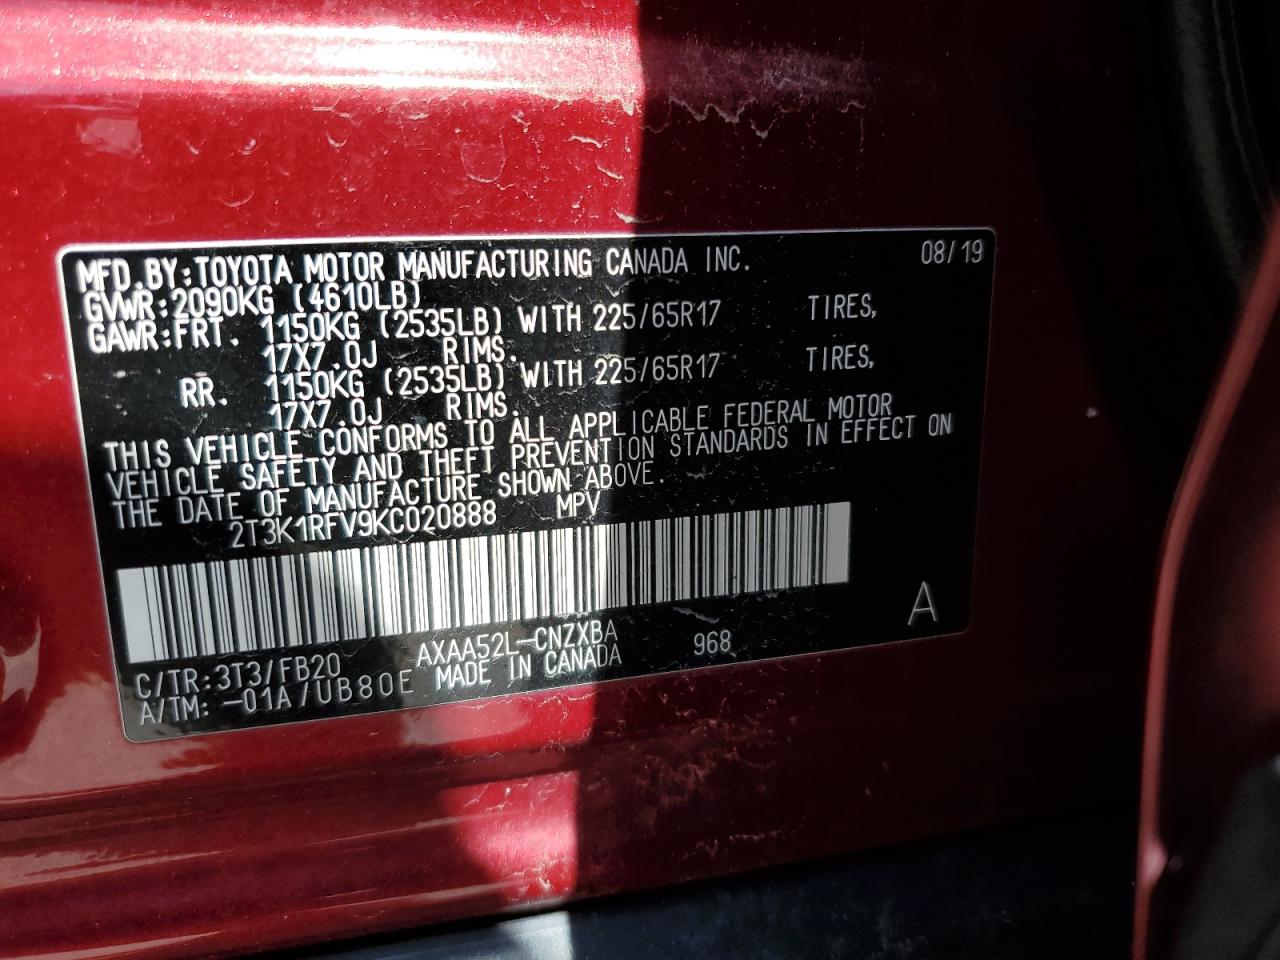 MFD.BY:TOYOTA MOTOR MANUFACTURING CANADA INC. 08/19
GVWR:2090KG (4610LB)
GAWR:FRT. 1150KG (2535LB) WITH 225/65R17 TIRES,
17X7.0J RIMS.
RR. 1150KG (2535LB) WITH 225/65R17 TIRES,
17X7.0J RIMS.
THIS VEHICLE CONFORMS TO ALL APPLICABLE FEDERAL MOTOR
VEHICLE SAFETY AND THEFT PREVENTION STANDARDS IN EFFECT ON
THE DATE OF MANUFACTURE SHOWN ABOVE.
2T3K1RFV9KC020888 MPV
A
C/TR:3T3/FB20 AXAA52L-CNZXBA 968
A/TM: -01A/UB80E MADE IN CANADA